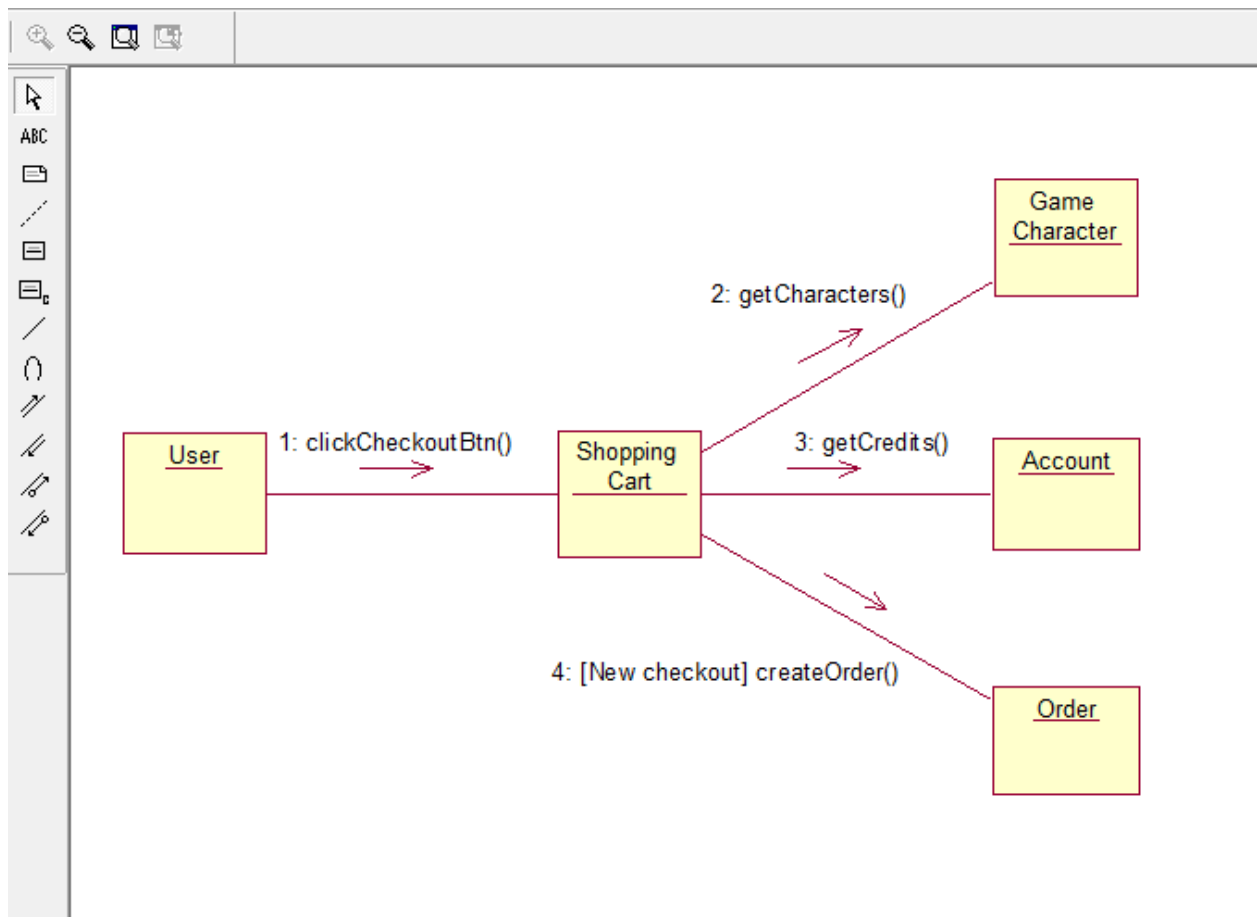 ABC
Game
Character
2: getCharacters()
User
1: clickCheckoutBtn()
Shopping
Cart
3: getCredits()
Account
4: [New checkout] createOrder()
Order